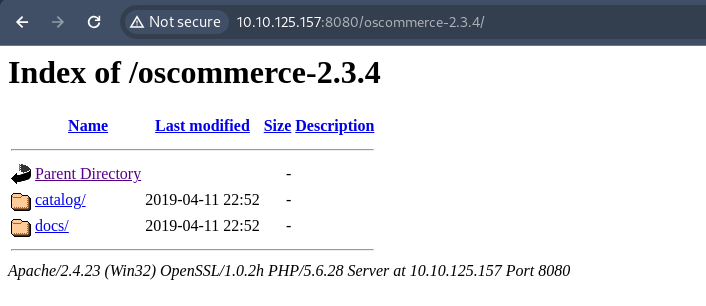 Not secure 10.10.125.157:8080/oscommerce-2.3.4/
Index of /oscommerce-2.3.4
Name Last modified Size Description
Parent Directory -
catalog/ 2019-04-11 22:52 -
docs/ 2019-04-11 22:52 -
Apache/2.4.23 (Win32) OpenSSL/1.0.2h PHP/5.6.28 Server at 10.10.125.157 Port 8080